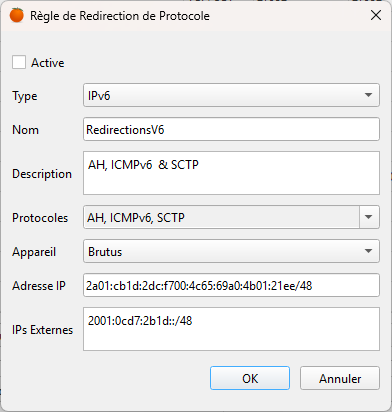 Règle de Redirection de Protocole
Active
Type IPv6
Nom RedirectionsV6
Description AH, ICMPv6  & SCTP
Protocoles AH, ICMPv6, SCTP
Appareil Brutus
Adresse IP 2a01:cb1d:2dc:f700:4c65:69a0:4b01:21ee/48
IPs Externes 2001:0cd7:2b1d::/48
OK Annuler